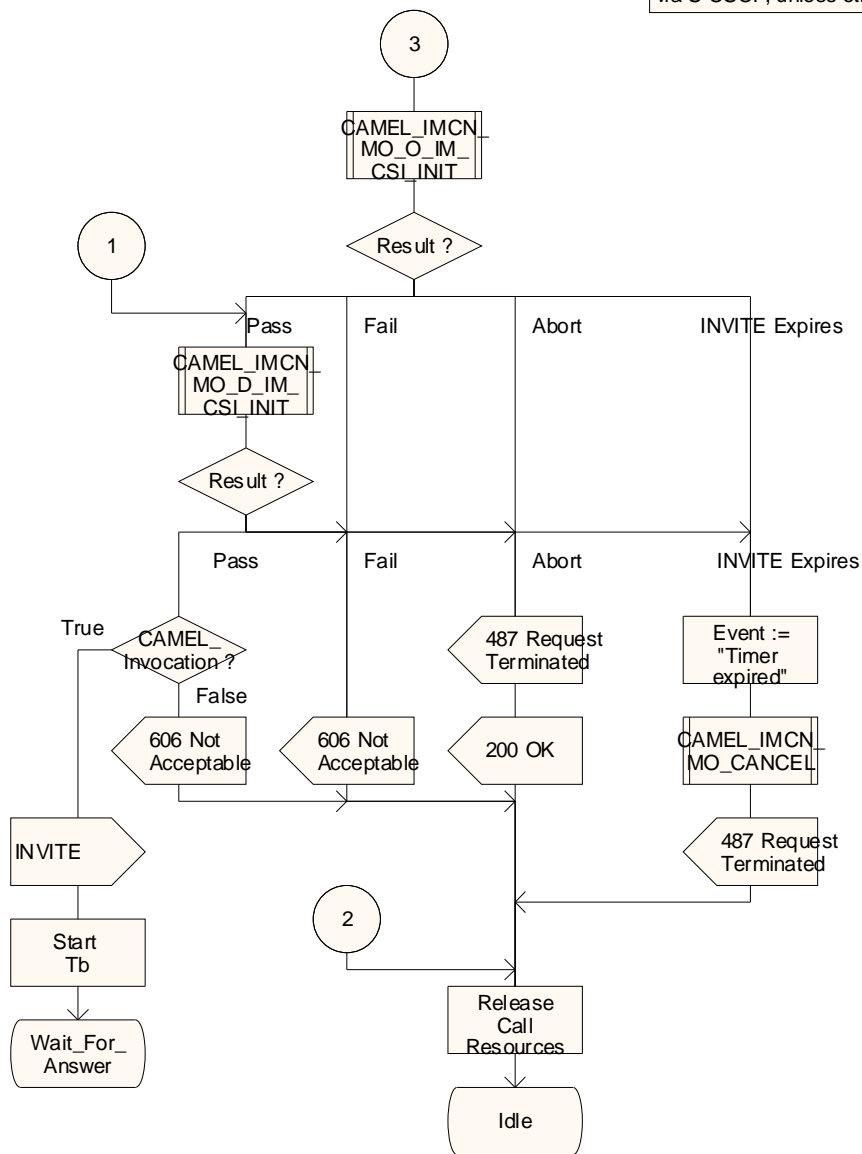 3
CAMEL_IMCN_
MO_O_IM_
CSI_INIT
1
Result ?
Pass
Fail
Abort
INVITE Expires
CAMEL_IMCN_
MO_D_IM_
CSI_INIT
Result ?
Pass
Fail
Abort
INVITE Expires
True
CAMEL_
Invocation ?
False
487 Request
Terminated
Event :=
"Timer
expired"
606 Not
Acceptable
606 Not
Acceptable
200 OK
CAMEL_IMCN_
MO_CANCEL
INVITE
487 Request
Terminated
2
Start
Tb
Release
Call
Resources
Wait_For_
Answer
Idle